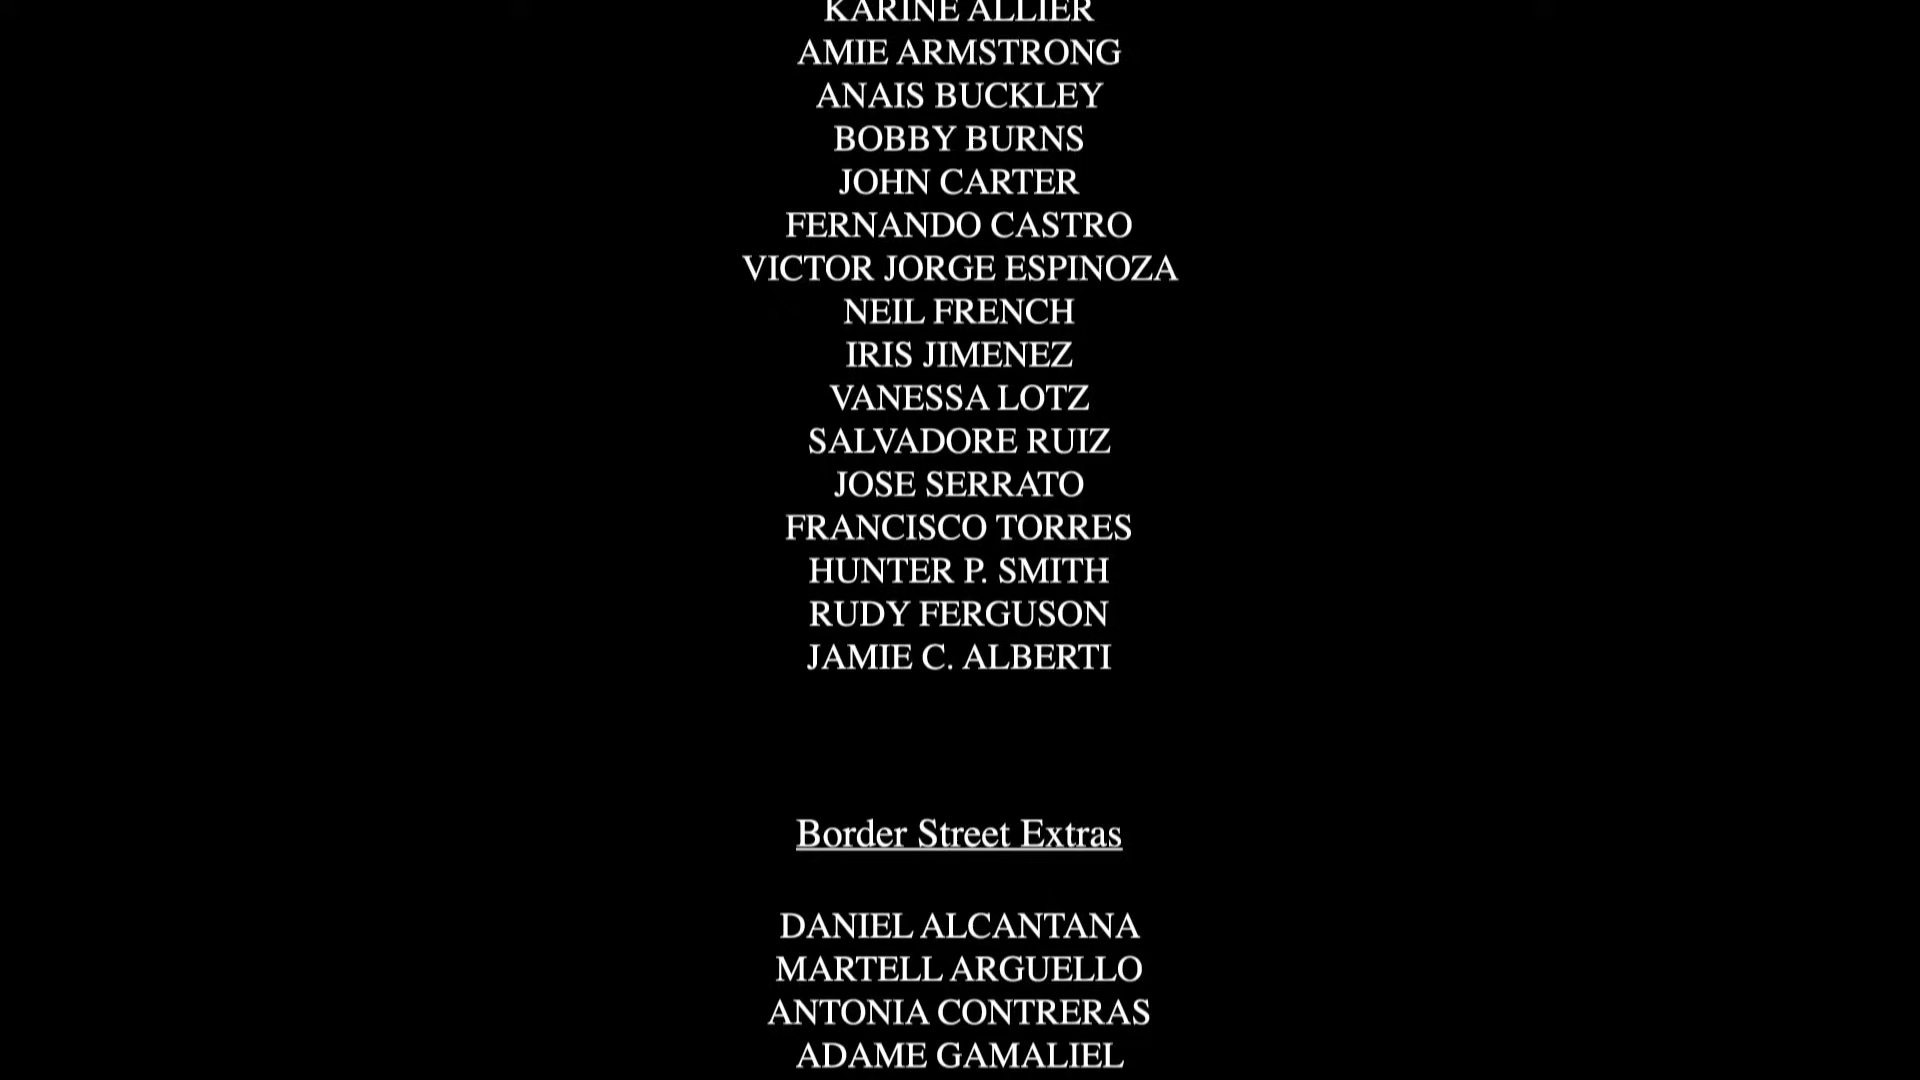 KARINE ALLIER
AMIE ARMSTRONG
ANAIS BUCKLEY
BOBBY BURNS
JOHN CARTER
FERNANDO CASTRO
VICTOR JORGE ESPINOZA
NEIL FRENCH
IRIS JIMENEZ
VANESSA LOTZ
SALVADORE RUIZ
JOSE SERRATO
FRANCISCO TORRES
HUNTER P. SMITH
RUDY FERGUSON
JAMIE C. ALBERTI
Border Street Extras
DANIEL ALCANTANA
MARTELL ARGUELLO
ANTONIA CONTRERAS
ADAME GAMALIEL